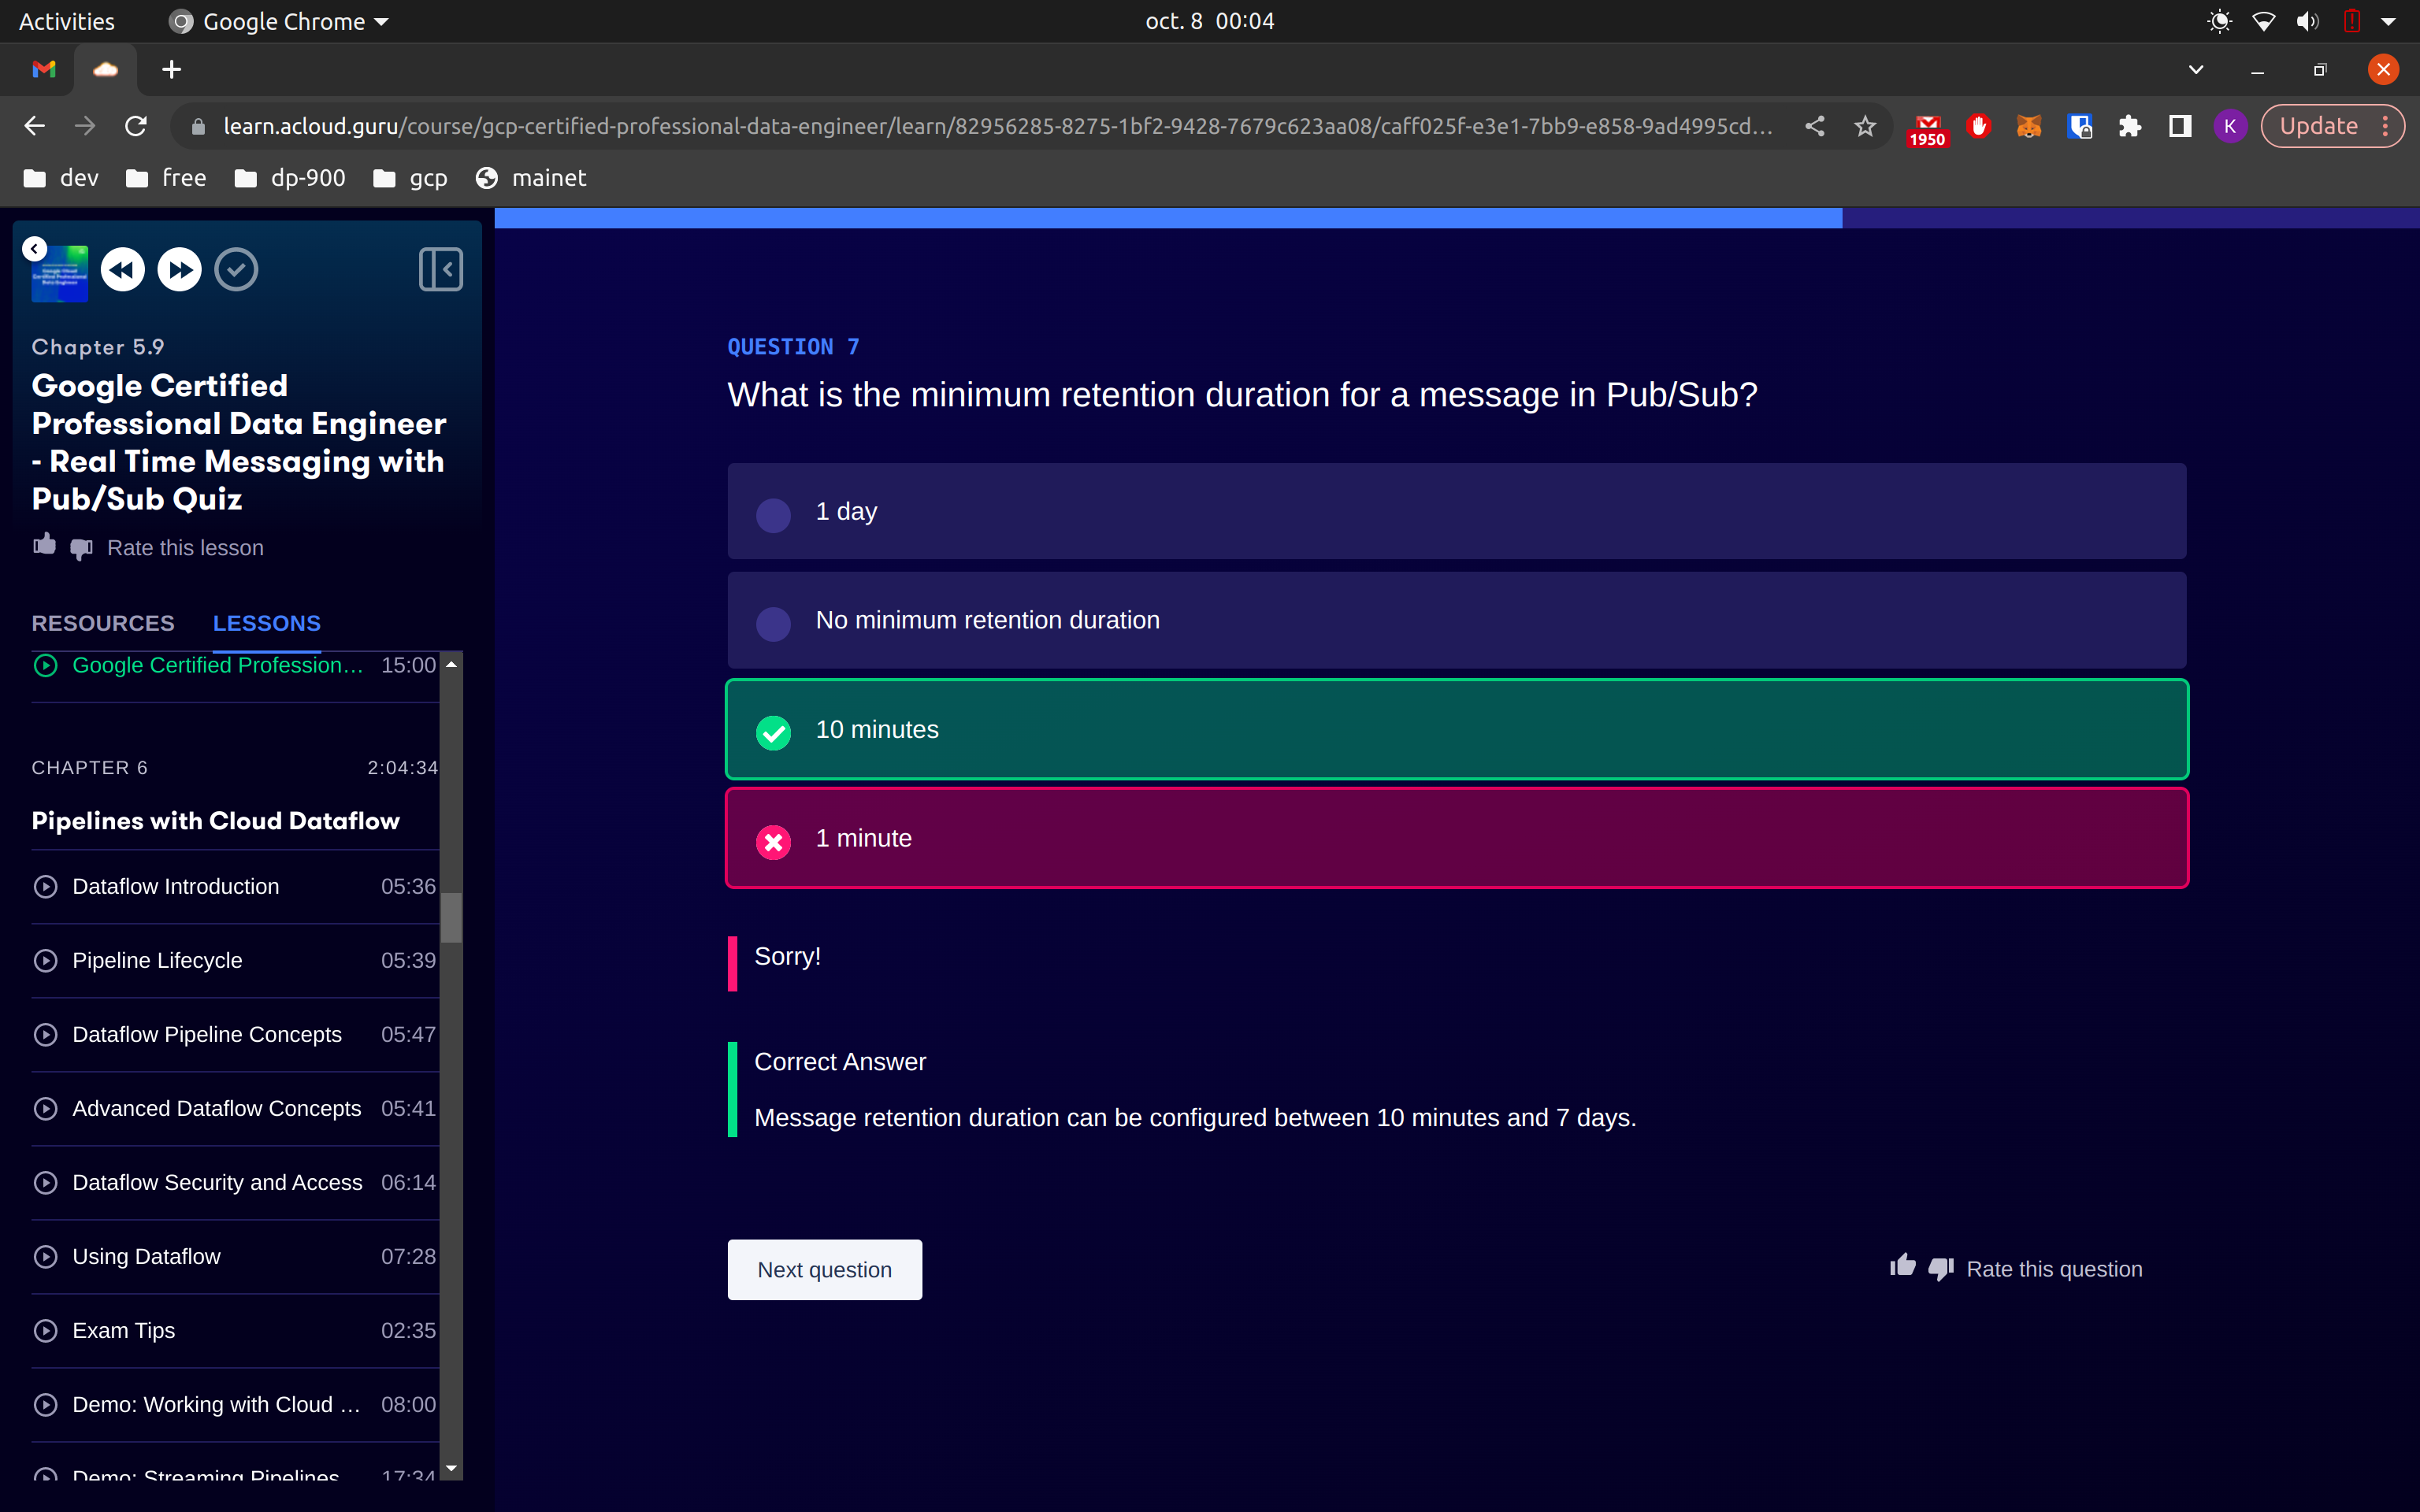 Activities
Google Chrome
oct. 8 00:04
learn.acloud.guru/course/gcp-certified-professional-data-engineer/learn/82956285-8275-1bf2-9428-7679c623aa08/caff025f-e3e1-7bb9-e858-9ad4995cd…
1950
K
Update
dev
free
dp-900
gcp
mainet
Chapter 5.9
Google Certified
Professional Data Engineer
- Real Time Messaging with
Pub/Sub Quiz
Rate this lesson
RESOURCES
LESSONS
Google Certified Profession… 15:00
CHAPTER 6 2:04:34
Pipelines with Cloud Dataflow
Dataflow Introduction 05:36
Pipeline Lifecycle 05:39
Dataflow Pipeline Concepts 05:47
Advanced Dataflow Concepts 05:41
Dataflow Security and Access 06:14
Using Dataflow 07:28
Exam Tips 02:35
Demo: Working with Cloud … 08:00
Demo: Streaming Pipelines 17:34
QUESTION 7
What is the minimum retention duration for a message in Pub/Sub?
1 day
No minimum retention duration
10 minutes
1 minute
Sorry!
Correct Answer
Message retention duration can be configured between 10 minutes and 7 days.
Next question
Rate this question